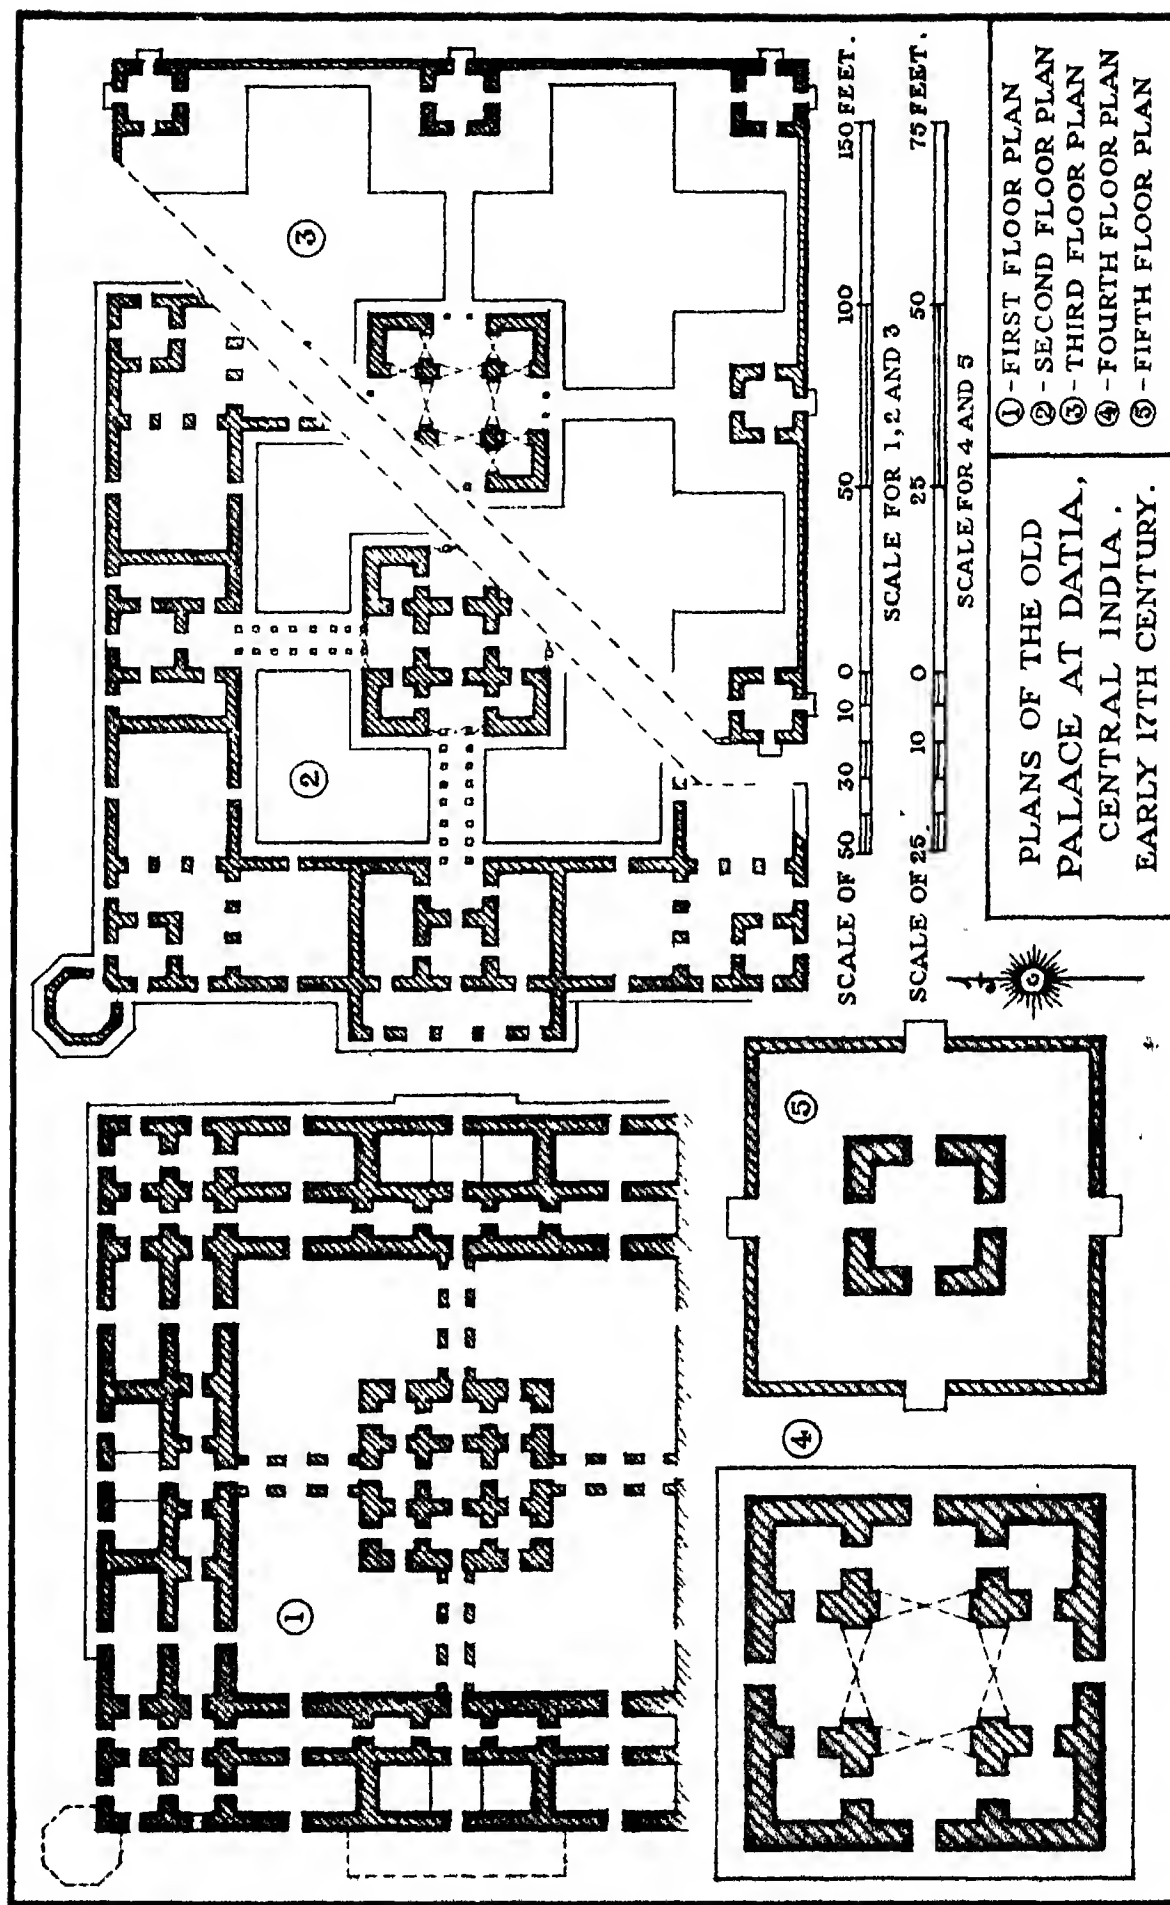 ①
②
③
④
⑤
150 FEET.
100
50
0
10
30
SCALE OF 50
SCALE FOR 1, 2 AND 3
75 FEET.
50
25
0
10
SCALE OF 25
SCALE FOR 4 AND 5
PLANS OF THE OLD
PALACE AT DATIA,
CENTRAL INDIA.
EARLY 17TH CENTURY.
① - FIRST FLOOR PLAN
② - SECOND FLOOR PLAN
③ - THIRD FLOOR PLAN
④ - FOURTH FLOOR PLAN
⑤ - FIFTH FLOOR PLAN